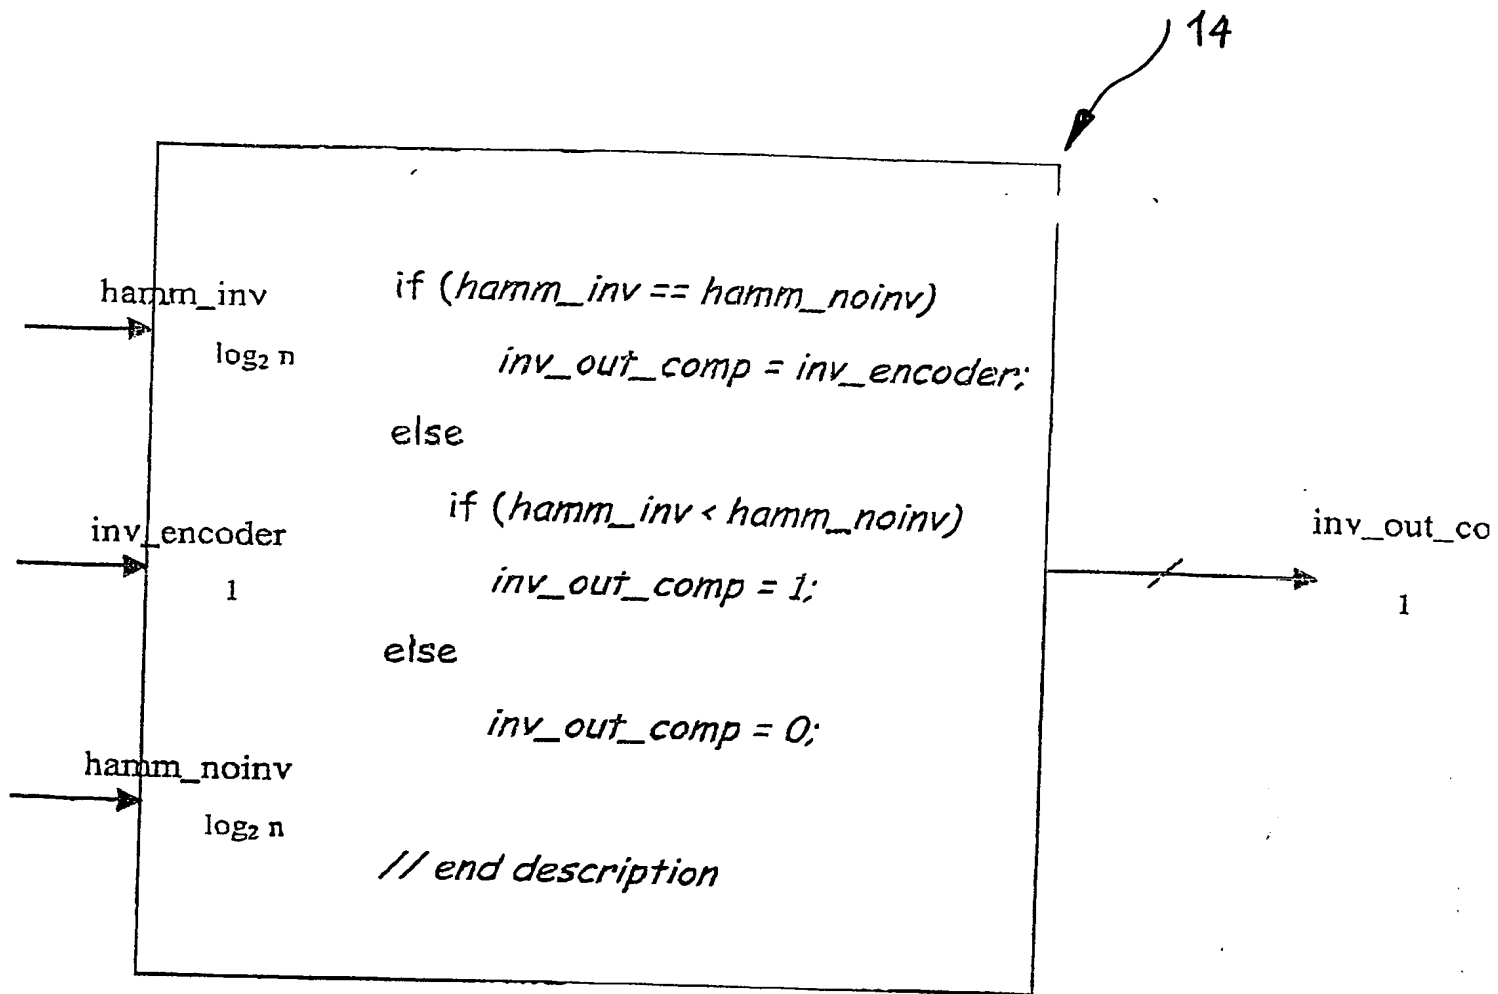 14
hamm_inv
log₂ n
if (hamm_inv == hamm_noinv)
inv_out_comp = inv_encoder;
else
if (hamm_inv < hamm_noinv)
inv_encoder
1
inv_out_comp = 1;
inv_out_co
1
else
inv_out_comp = 0;
hamm_noinv
log₂ n
// end description